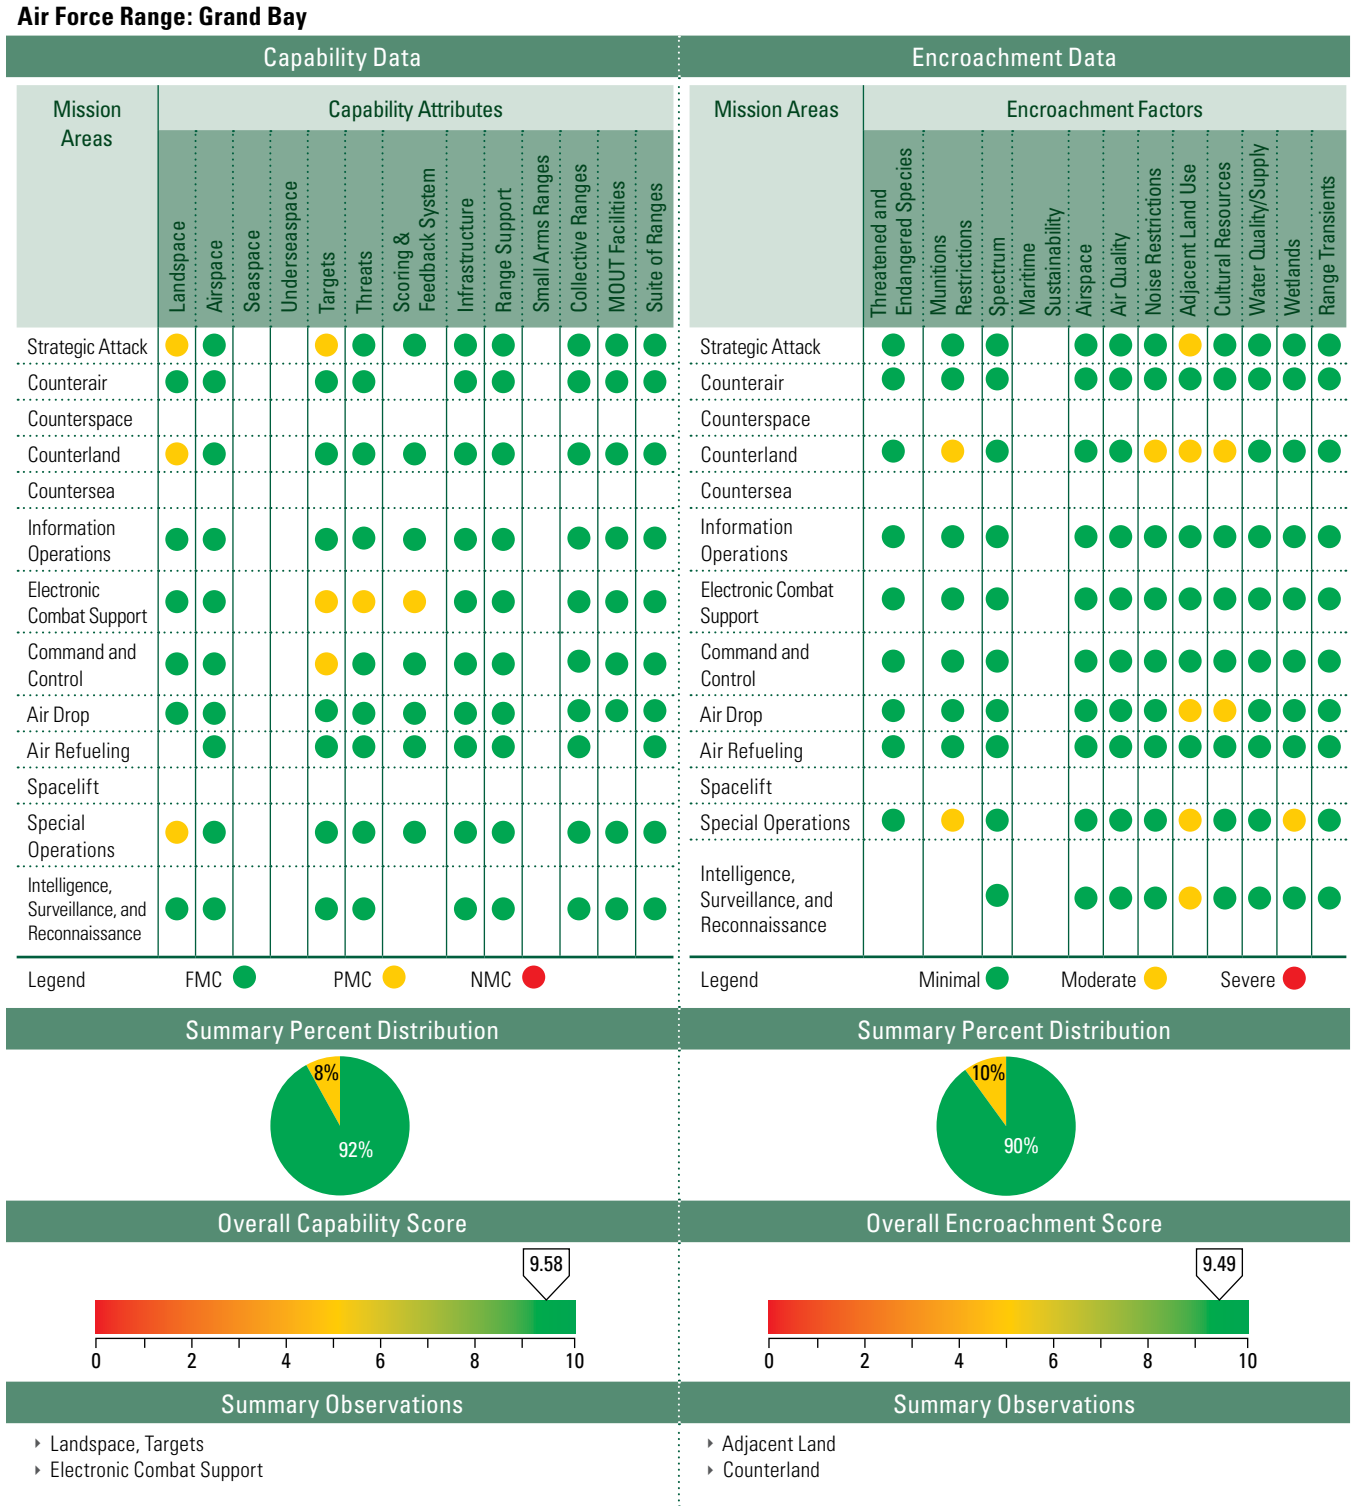 Air Force Range: Grand Bay
Capability Data
Mission
Areas
Capability Attributes
Landspace
Airspace
Seaspace
Underseaspace
Targets
Threats
Scoring &
Feedback System
Infrastructure
Range Support
Small Arms Ranges
Collective Ranges
MOUT Facilities
Suite of Ranges
Strategic Attack
Counterair
Counterspace
Counterland
Countersea
Information
Operations
Electronic
Combat Support
Command and
Control
Air Drop
Air Refueling
Spacelift
Special
Operations
Intelligence,
Surveillance, and
Reconnaissance
Legend
FMC
PMC
NMC
Summary Percent Distribution
8%
92%
Overall Capability Score
9.58
0 2 4 6 8 10
Summary Observations
‣ Landspace, Targets
‣ Electronic Combat Support
Encroachment Data
Mission Areas
Encroachment Factors
Threatened and
Endangered Species
Munitions
Restrictions
Spectrum
Maritime
Sustainability
Airspace
Air Quality
Noise Restrictions
Adjacent Land Use
Cultural Resources
Water Quality/Supply
Wetlands
Range Transients
Strategic Attack
Counterair
Counterspace
Counterland
Countersea
Information
Operations
Electronic Combat
Support
Command and
Control
Air Drop
Air Refueling
Spacelift
Special Operations
Intelligence,
Surveillance, and
Reconnaissance
Legend
Minimal
Moderate
Severe
Summary Percent Distribution
10%
90%
Overall Encroachment Score
9.49
0 2 4 6 8 10
Summary Observations
‣ Adjacent Land
‣ Counterland